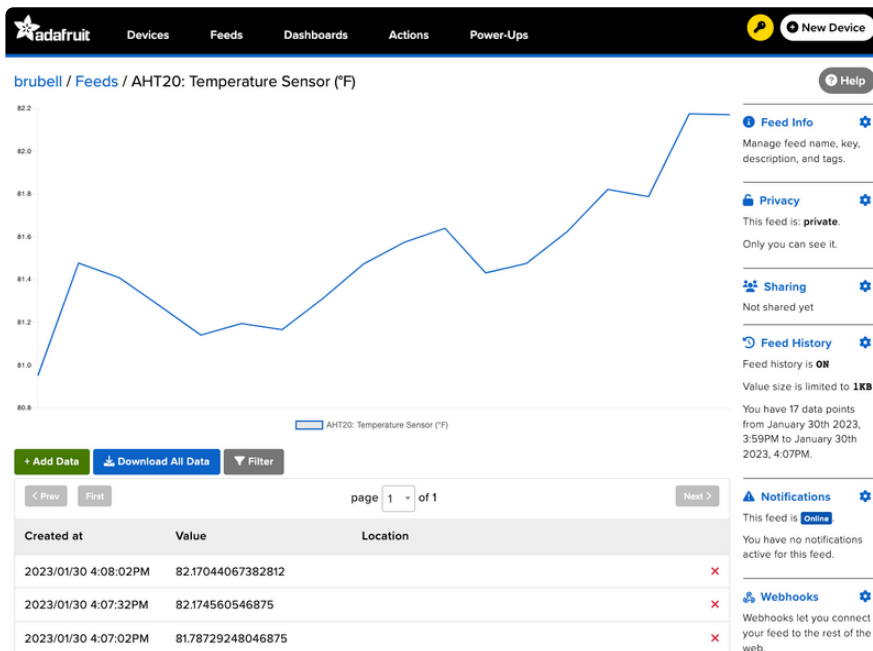 adafruit Devices Feeds Dashboards Actions Power-Ups New Device
brubell / Feeds / AHT20: Temperature Sensor (°F)
Help
82.2
82.0
81.8
81.6
81.4
81.2
81.0
80.8
AHT20: Temperature Sensor (°F)
+ Add Data Download All Data Filter
< Prev First page 1 of 1 Next >
Created at Value Location
2023/01/30 4:08:02PM 82.17044067382812
2023/01/30 4:07:32PM 82.174560546875
2023/01/30 4:07:02PM 81.78729248046875
Feed Info
Manage feed name, key,
description, and tags.
Privacy
This feed is: private.
Only you can see it.
Sharing
Not shared yet
Feed History
Feed history is ON
Value size is limited to 1KB
You have 17 data points
from January 30th 2023,
3:59PM to January 30th
2023, 4:07PM.
Notifications
This feed is Online.
You have no notifications
active for this feed.
Webhooks
Webhooks let you connect
your feed to the rest of the
web.